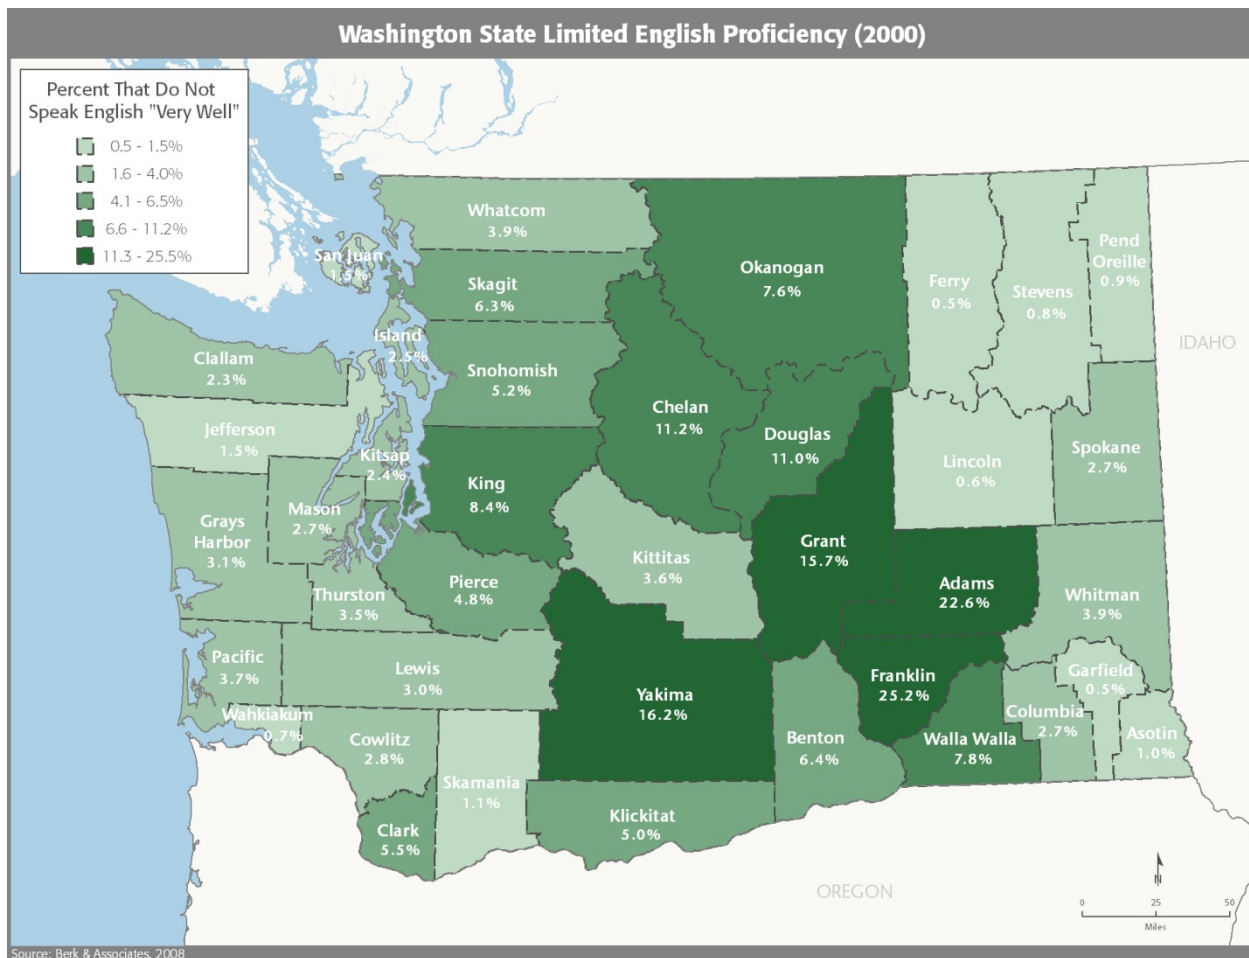 Washington State Limited English Proficiency (2000)
Percent That Do Not
Speak English "Very Well"
0.5 - 1.5%
1.6 - 4.0%
4.1 - 6.5%
6.6 - 11.2%
11.3 - 25.5%
Whatcom
3.9%
San Juan
1.5%
Skagit
6.3%
Okanogan
7.6%
Ferry
0.5%
Stevens
0.8%
Pend
Oreille
0.9%
IDAHO
Island
2.5%
Clallam
2.3%
Snohomish
5.2%
Chelan
11.2%
Douglas
11.0%
Jefferson
1.5%
Kitsap
2.4%
King
8.4%
Lincoln
0.6%
Spokane
2.7%
Mason
2.7%
Grays
Harbor
3.1%
Kittitas
3.6%
Grant
15.7%
Adams
22.6%
Whitman
3.9%
Thurston
3.5%
Pierce
4.8%
Pacific
3.7%
Lewis
3.0%
Yakima
16.2%
Franklin
25.2%
Garfield
0.5%
Wahkiakum
0.7%
Cowlitz
2.8%
Skamania
1.1%
Benton
6.4%
Walla Walla
7.8%
Columbia
2.7%
Asotin
1.0%
Clark
5.5%
Klickitat
5.0%
OREGON
N
0 25 50
Miles
Source: Berk & Associates, 2008